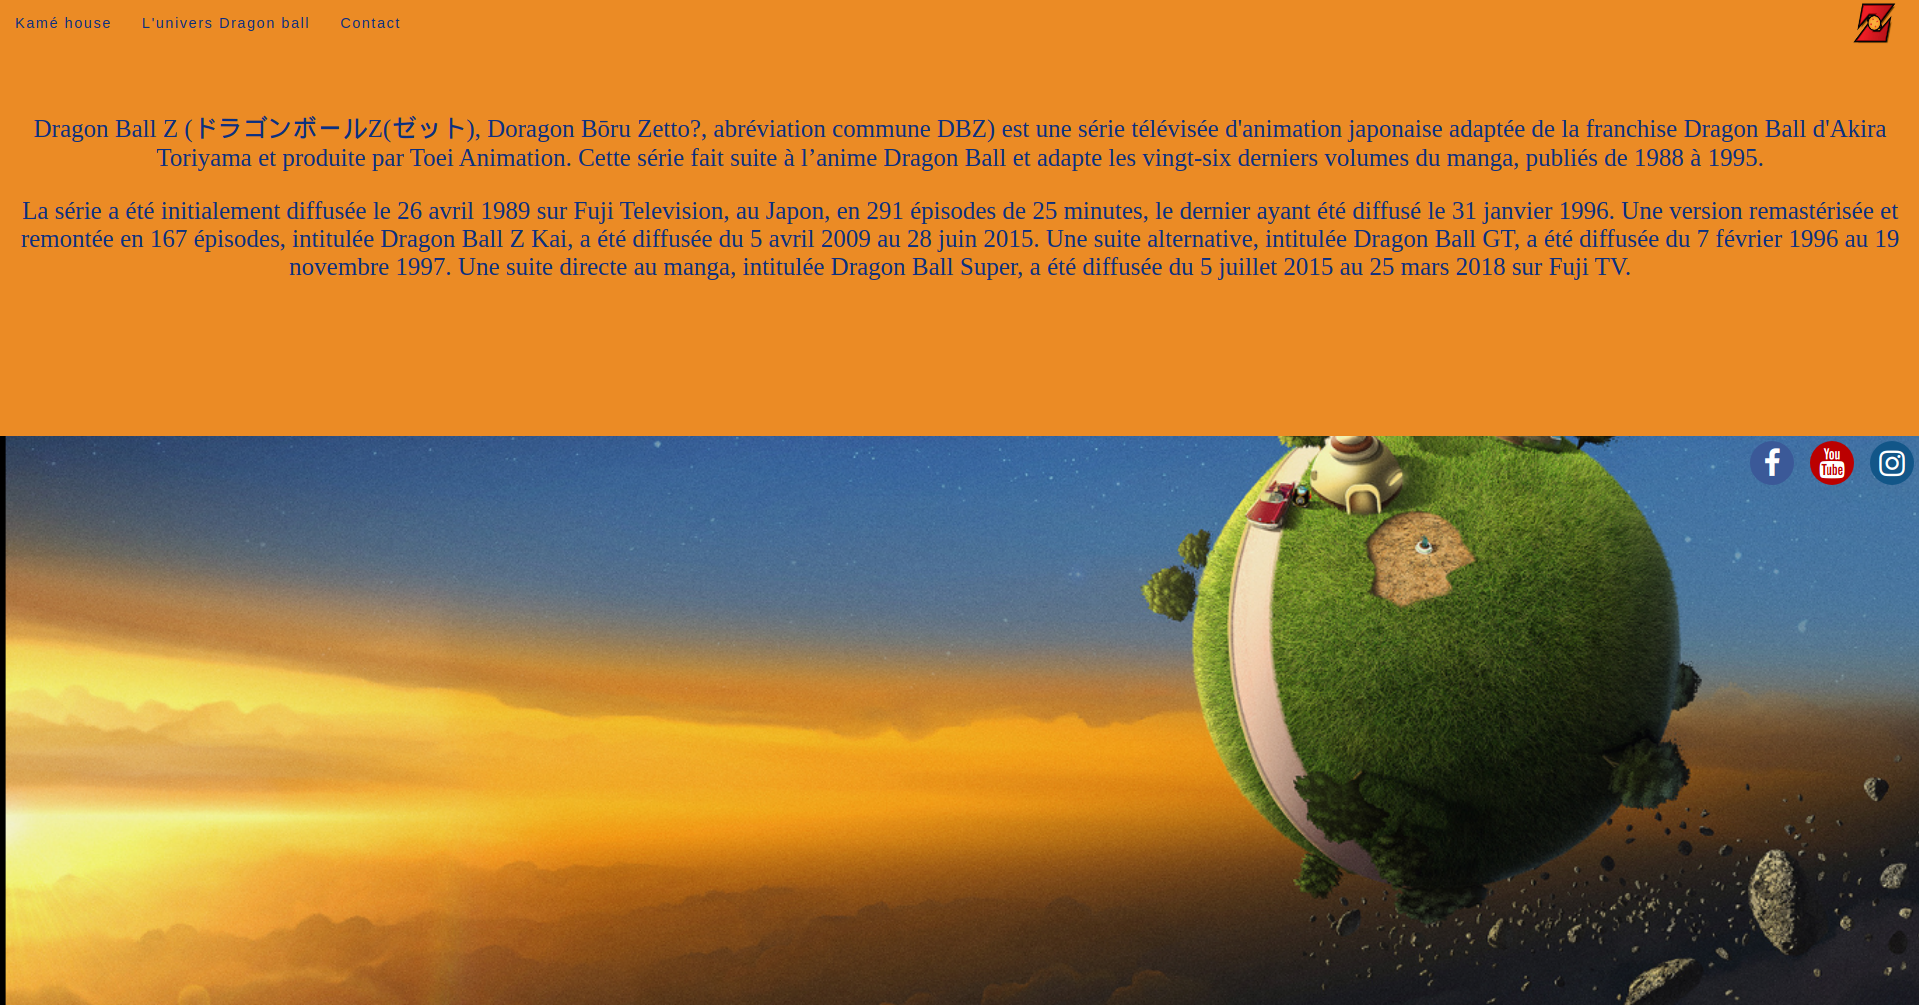 Kamé house L'univers Dragon ball Contact
Dragon Ball Z (ドラゴンボールZ(ゼット), Doragon Bōru Zetto?, abréviation commune DBZ) est une série télévisée d'animation japonaise adaptée de la franchise Dragon Ball d'Akira
Toriyama et produite par Toei Animation. Cette série fait suite à l’anime Dragon Ball et adapte les vingt-six derniers volumes du manga, publiés de 1988 à 1995.
La série a été initialement diffusée le 26 avril 1989 sur Fuji Television, au Japon, en 291 épisodes de 25 minutes, le dernier ayant été diffusé le 31 janvier 1996. Une version remastérisée et
remontée en 167 épisodes, intitulée Dragon Ball Z Kai, a été diffusée du 5 avril 2009 au 28 juin 2015. Une suite alternative, intitulée Dragon Ball GT, a été diffusée du 7 février 1996 au 19
novembre 1997. Une suite directe au manga, intitulée Dragon Ball Super, a été diffusée du 5 juillet 2015 au 25 mars 2018 sur Fuji TV.
You
Tube